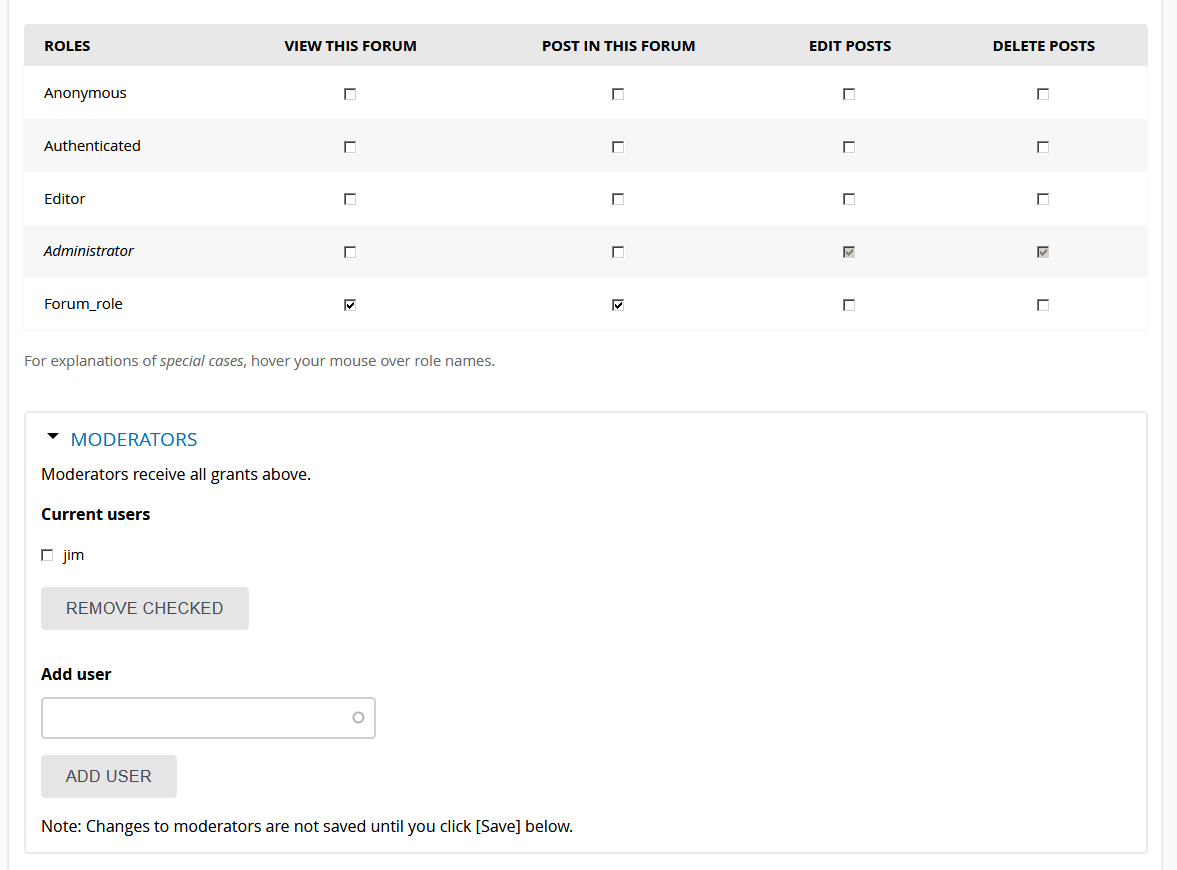 ROLES VIEW THIS FORUM POST IN THIS FORUM EDIT POSTS DELETE POSTS
Anonymous
Authenticated
Editor
Administrator
Forum_role
For explanations of special cases, hover your mouse over role names.
MODERATORS
Moderators receive all grants above.
Current users
jim
REMOVE CHECKED
Add user
ADD USER
Note: Changes to moderators are not saved until you click [Save] below.